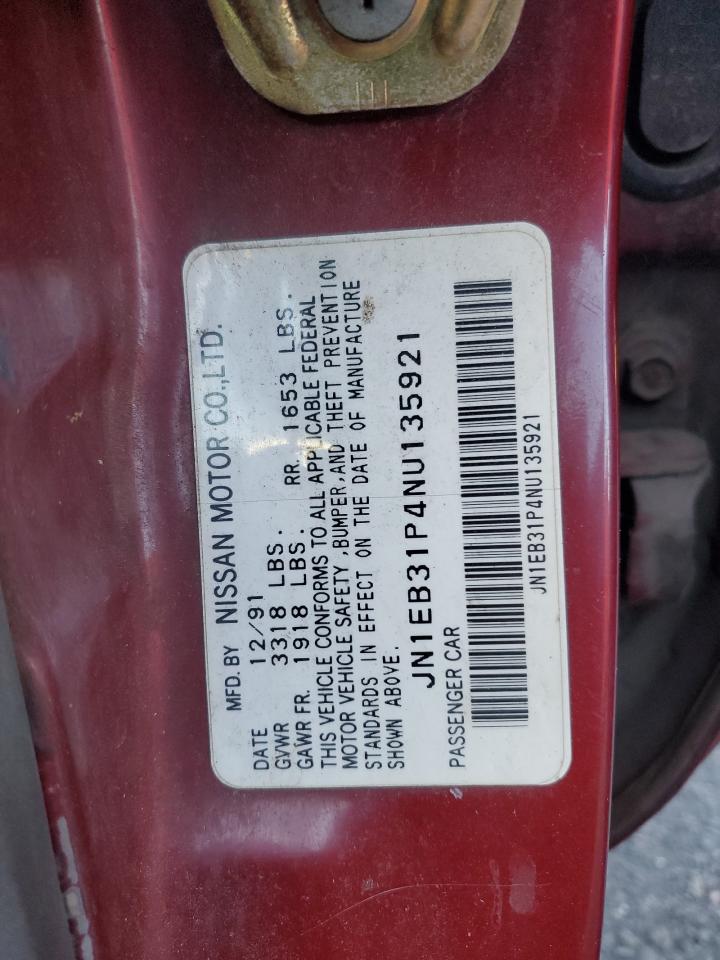 MFD. BY NISSAN MOTOR CO.,LTD.
DATE 12/91
GVWR 3318 LBS.
GAWR FR. 1918 LBS. RR. 1653 LBS.
THIS VEHICLE CONFORMS TO ALL APPLICABLE FEDERAL
MOTOR VEHICLE SAFETY ,BUMPER,AND THEFT PREVENTION
STANDARDS IN EFFECT ON THE DATE OF MANUFACTURE
SHOWN ABOVE.
JN1EB31P4NU135921
PASSENGER CAR
JN1EB31P4NU135921